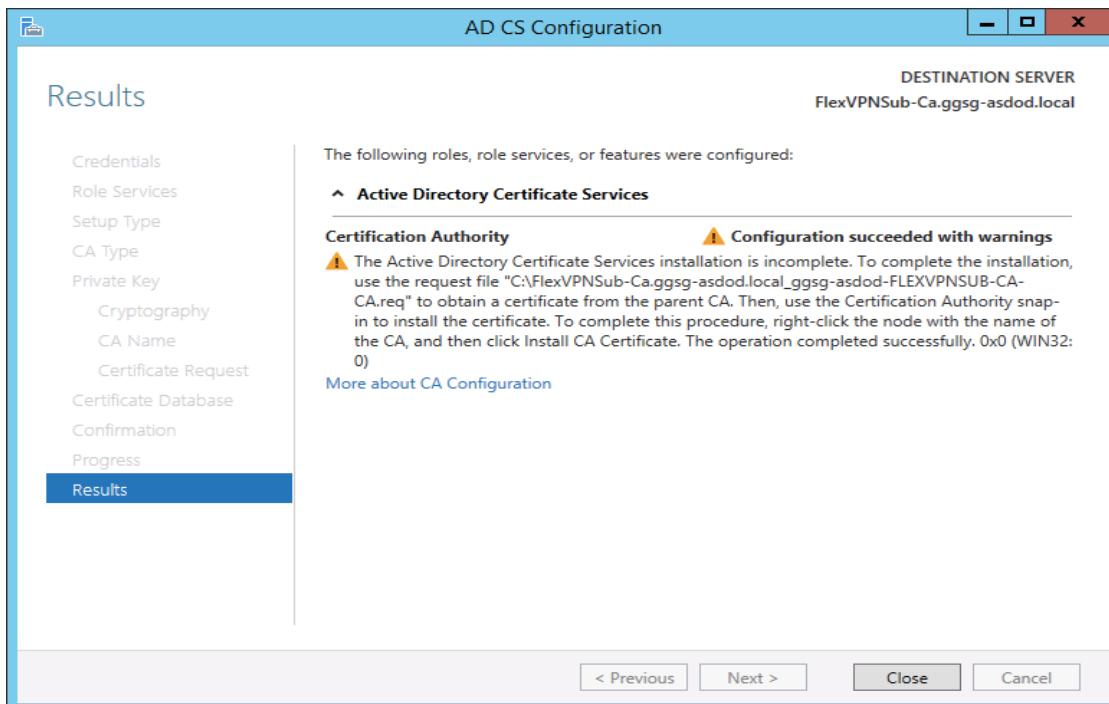 AD CS Configuration
Results
DESTINATION SERVER
FlexVPNSub-Ca.ggsg-asdod.local
Credentials
Role Services
Setup Type
CA Type
Private Key
Cryptography
CA Name
Certificate Request
Certificate Database
Confirmation
Progress
Results
The following roles, role services, or features were configured:
Active Directory Certificate Services
Certification Authority
Configuration succeeded with warnings
The Active Directory Certificate Services installation is incomplete. To complete the installation,
use the request file "C:\FlexVPNSub-Ca.ggsg-asdod.local_ggsg-asdod-FLEXVPNSUB-CA-
CA.req" to obtain a certificate from the parent CA. Then, use the Certification Authority snap-
in to install the certificate. To complete this procedure, right-click the node with the name of
the CA, and then click Install CA Certificate. The operation completed successfully. 0x0 (WIN32:
0)
More about CA Configuration
< Previous
Next >
Close
Cancel